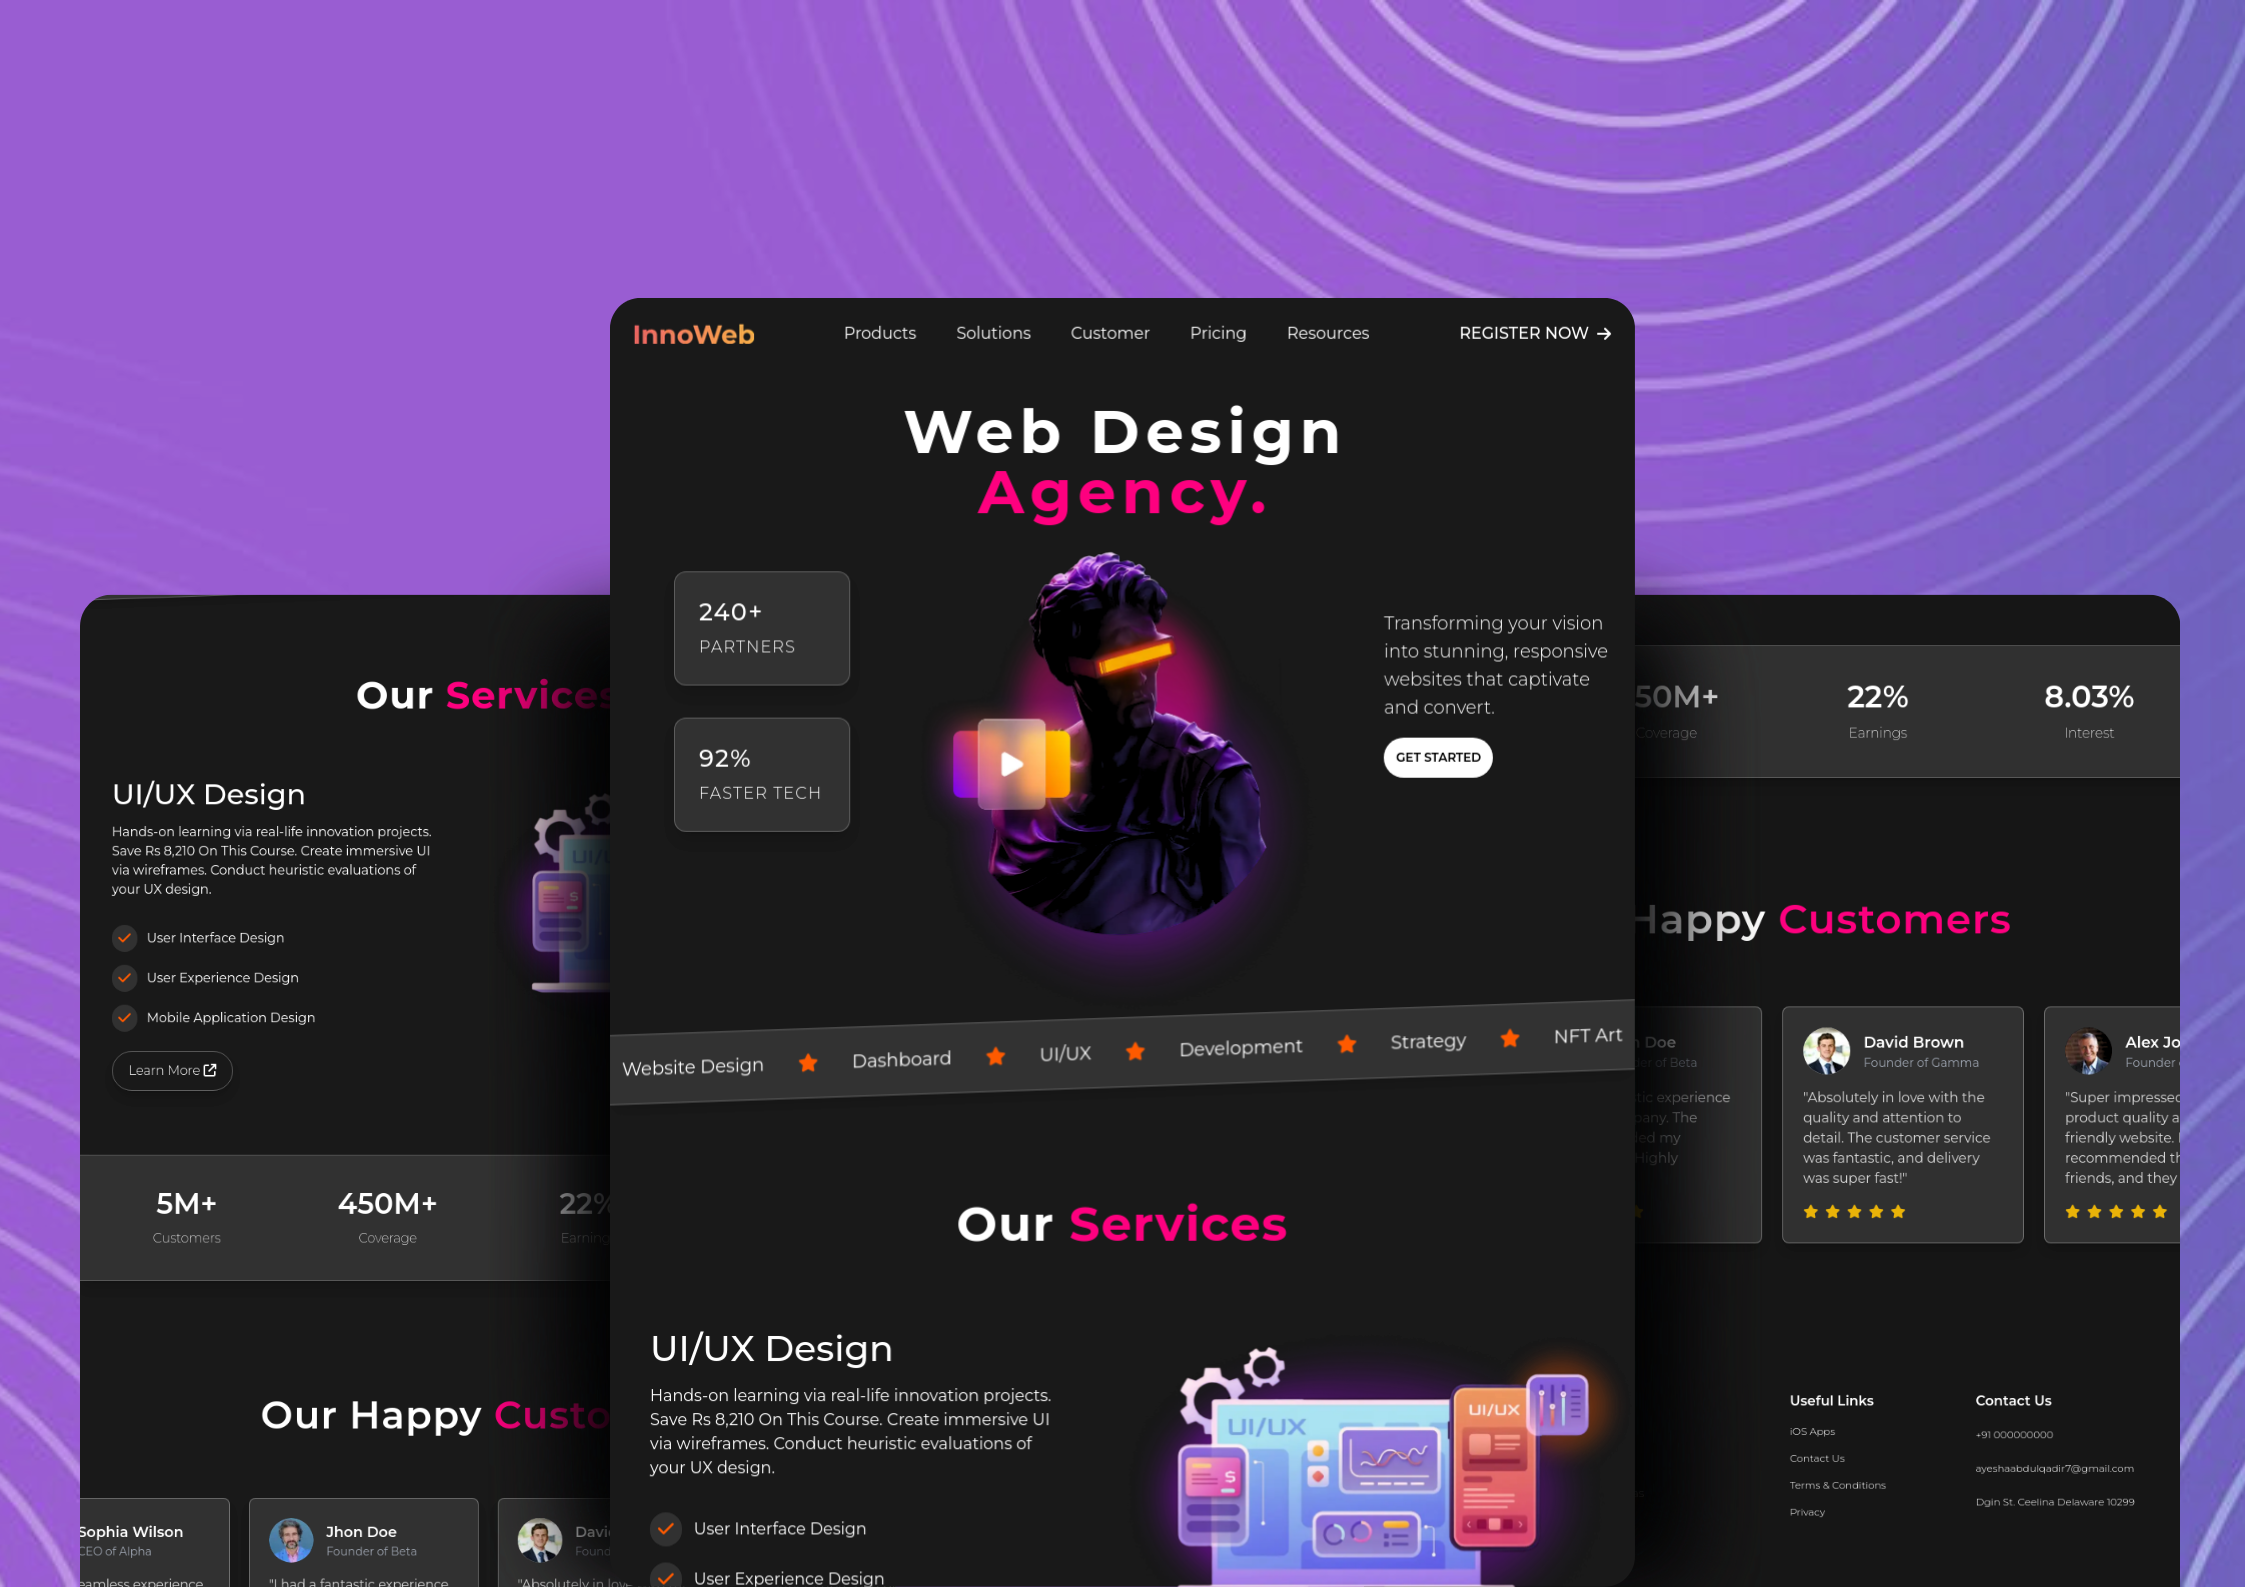 InnoWeb
Products
Solutions
Customer
Pricing
Resources
REGISTER NOW
Web Design
Agency.
240+
PARTNERS
92%
FASTER TECH
Transforming your vision
into stunning, responsive
websites that captivate
and convert.
GET STARTED
Website Design
Dashboard
UI/UX
Development
Strategy
NFT Art
Our Services
UI/UX Design
Hands-on learning via real-life innovation projects.
Save Rs 8,210 On This Course. Create immersive UI
via wireframes. Conduct heuristic evaluations of
your UX design.
User Interface Design
User Experience Design
UI/UX
UI/UX
S
Our Services
UI/UX Design
Hands-on learning via real-life innovation projects.
Save Rs 8,210 On This Course. Create immersive UI
via wireframes. Conduct heuristic evaluations of
your UX design.
User Interface Design
User Experience Design
Mobile Application Design
Learn More
UI/U
S
5M+
Customers
450M+
Coverage
22%
Earning
Our Happy Custo
Sophia Wilson
CEO of Alpha
eamless experience
Jhon Doe
Founder of Beta
"I had a fantastic experience
Davi
Found
"Absolutely in love
50M+
Coverage
22%
Earnings
8.03%
Interest
Happy Customers
Doe
der of Beta
tic experience
pany. The
ded my
Highly
David Brown
Founder of Gamma
"Absolutely in love with the
quality and attention to
detail. The customer service
was fantastic, and delivery
was super fast!"
Alex Jo
Founder
"Super impressed
product quality a
friendly website.
recommended th
friends, and they
Useful Links
iOS Apps
Contact Us
Terms & Conditions
Privacy
Contact Us
+91 000000000
ayeshaabdulqadir7@gmail.com
Dgin St. Ceelina Delaware 10299